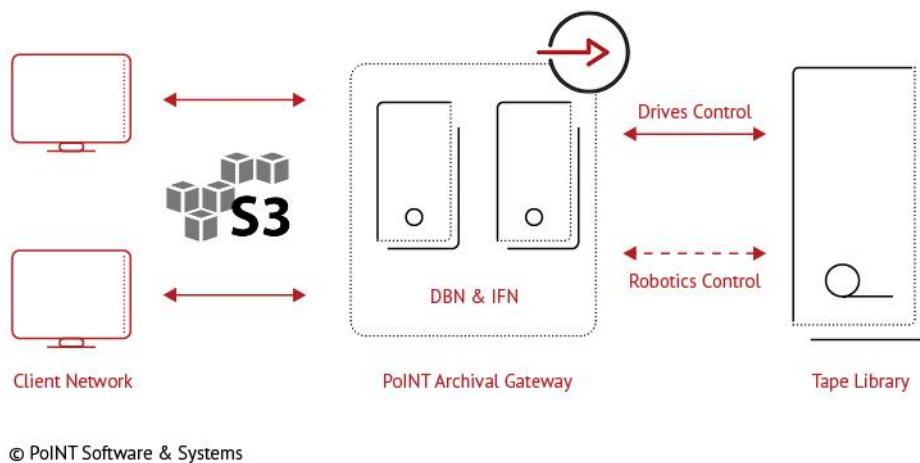 Drives Control
S3
Robotics Control
DBN & IFN
Client Network
PoINT Archival Gateway
Tape Library
© PoINT Software & Systems